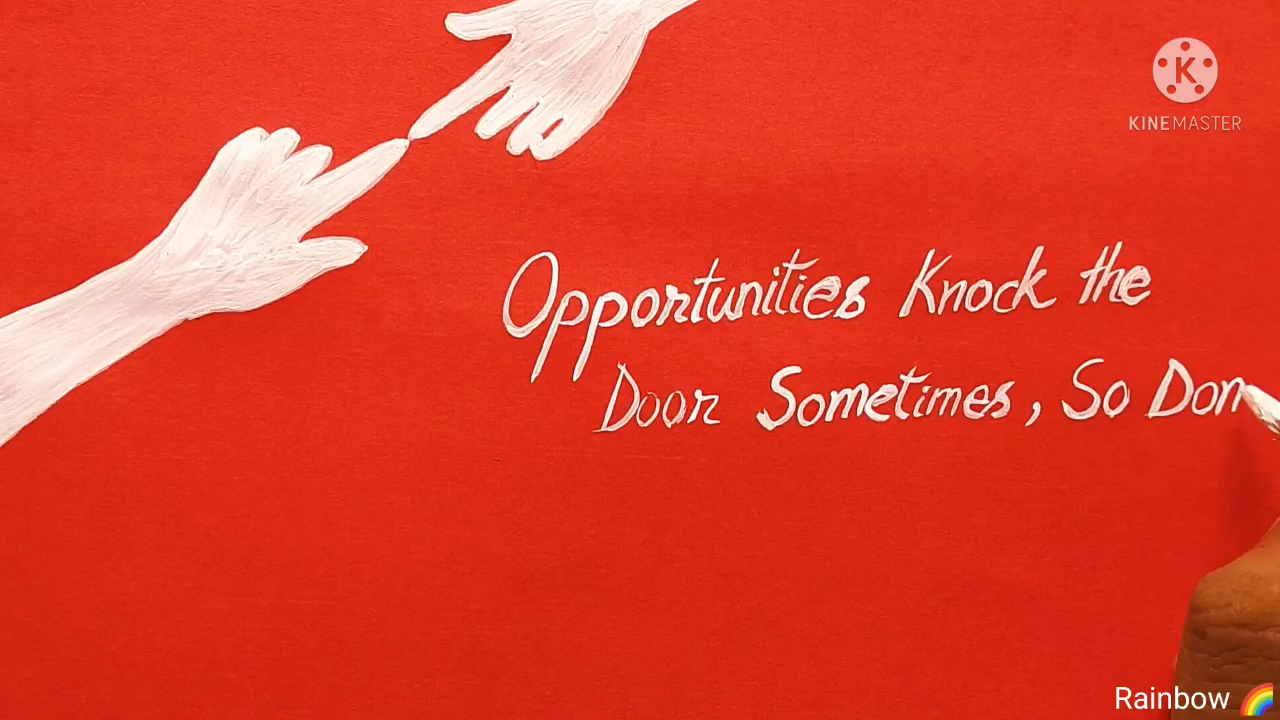 K
KINEMASTER
Opportunities Knock the
Door Sometimes, So Don
Rainbow 🌈